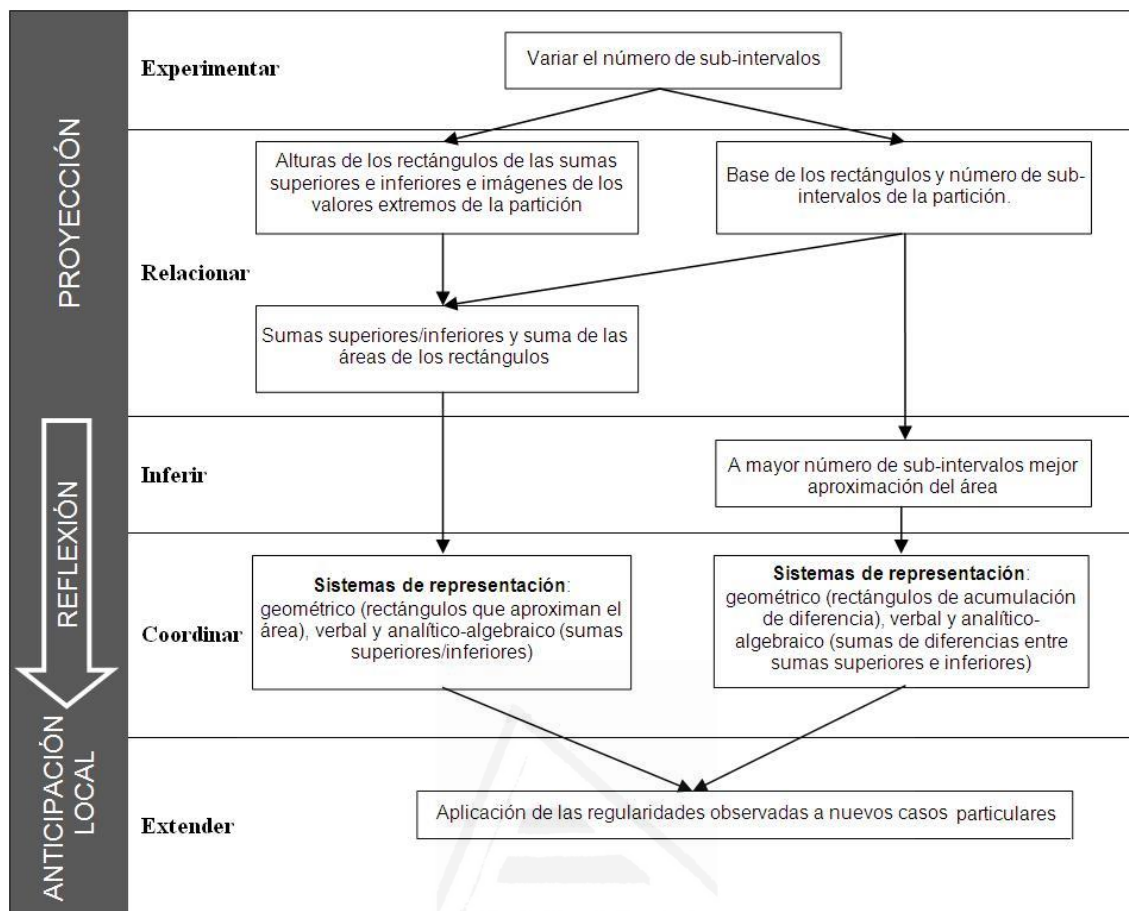 PROYECCIÓN
REFLEXIÓN
ANTICIPACIÓN
LOCAL
Experimentar
Variar el número de sub-intervalos
Relacionar
Alturas de los rectángulos de las sumas
superiores e inferiores e imágenes de los
valores extremos de la partición
Base de los rectángulos y número de sub-
intervalos de la partición.
Sumas superiores/inferiores y suma de las
áreas de los rectángulos
Inferir
A mayor número de sub-intervalos mejor
aproximación del área
Coordinar
Sistemas de representación:
geométrico (rectángulos que aproximan el
área), verbal y analítico-algebraico (sumas
superiores/inferiores)
Sistemas de representación:
geométrico (rectángulos de acumulación
de diferencia), verbal y analítico-
algebraico (sumas de diferencias entre
sumas superiores e inferiores)
Extender
Aplicación de las regularidades observadas a nuevos casos particulares